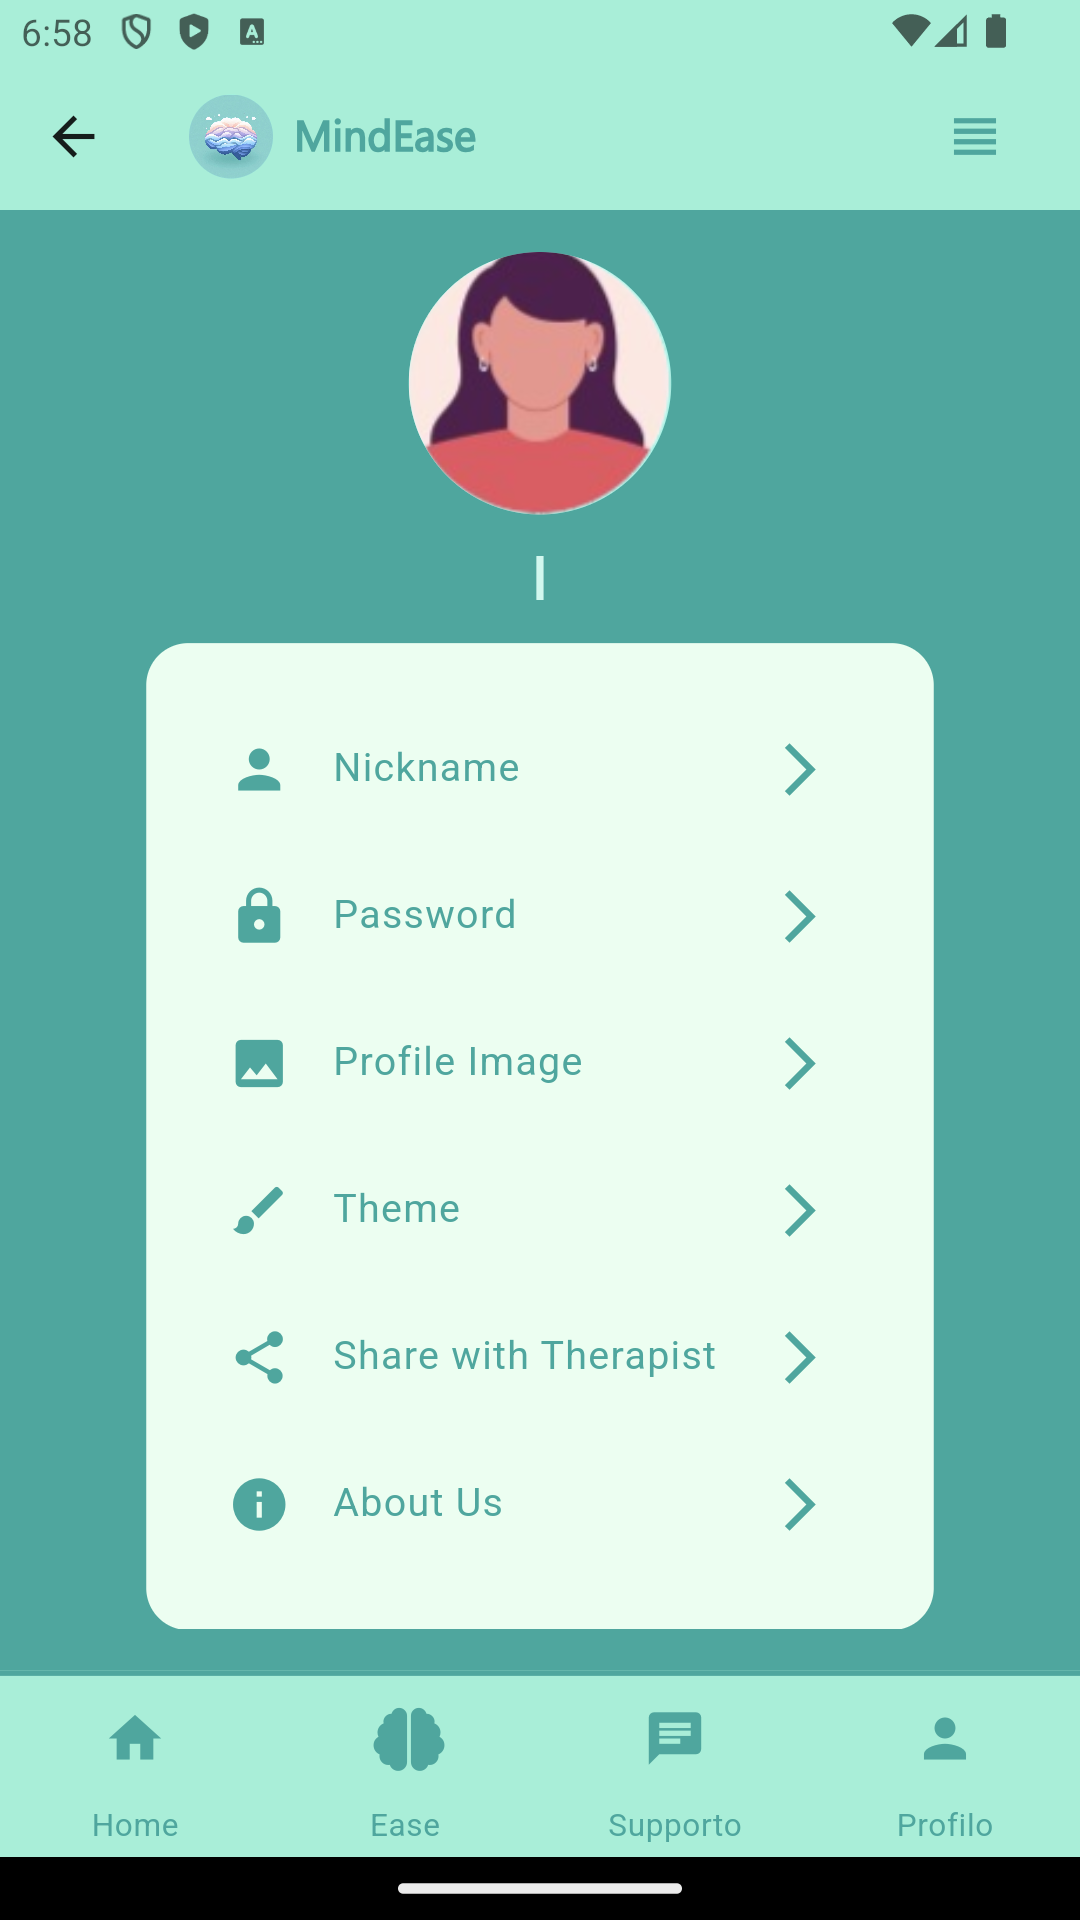 6:58
MindEase
l
Nickname
Password
Profile Image
Theme
Share with Therapist
About Us
Home
Ease
Supporto
Profilo